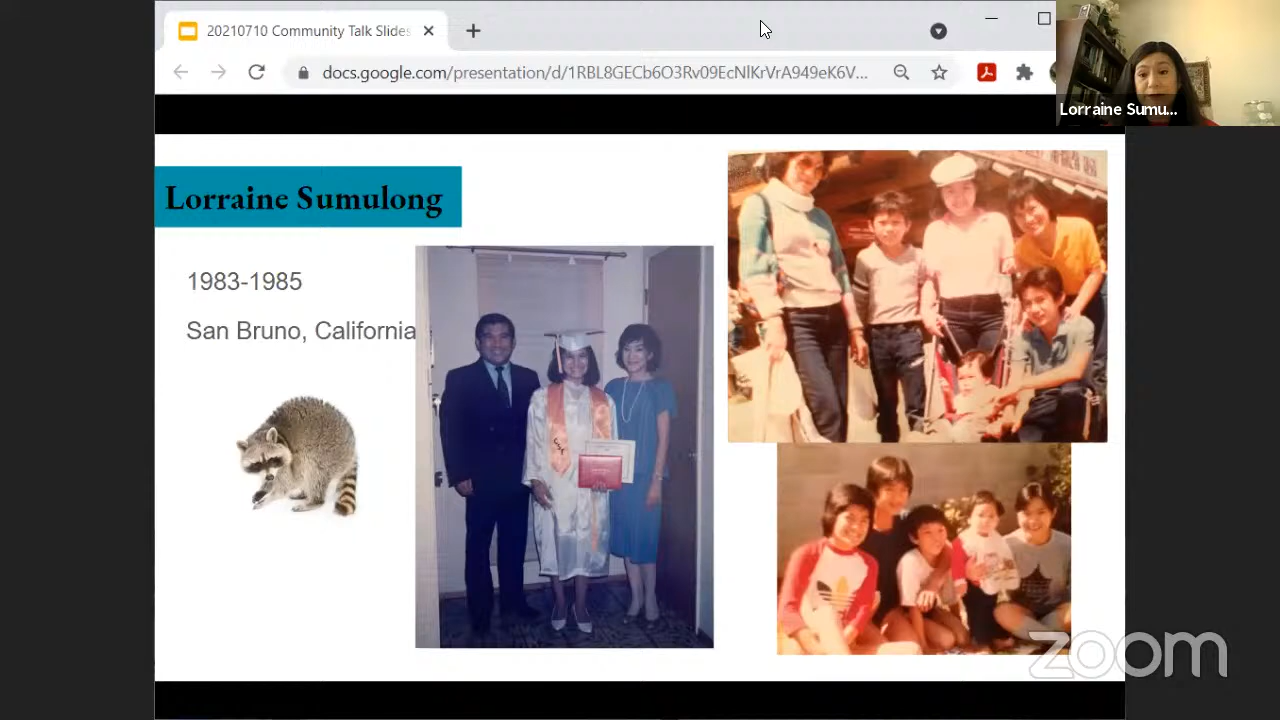 20210710 Community Talk Slides
docs.google.com/presentation/d/1RBL8GECb6O3Rv09EcNlKrVrA949eK6V...
Lorraine Sumu...
Lorraine Sumulong
1983-1985
San Bruno, California
zoom